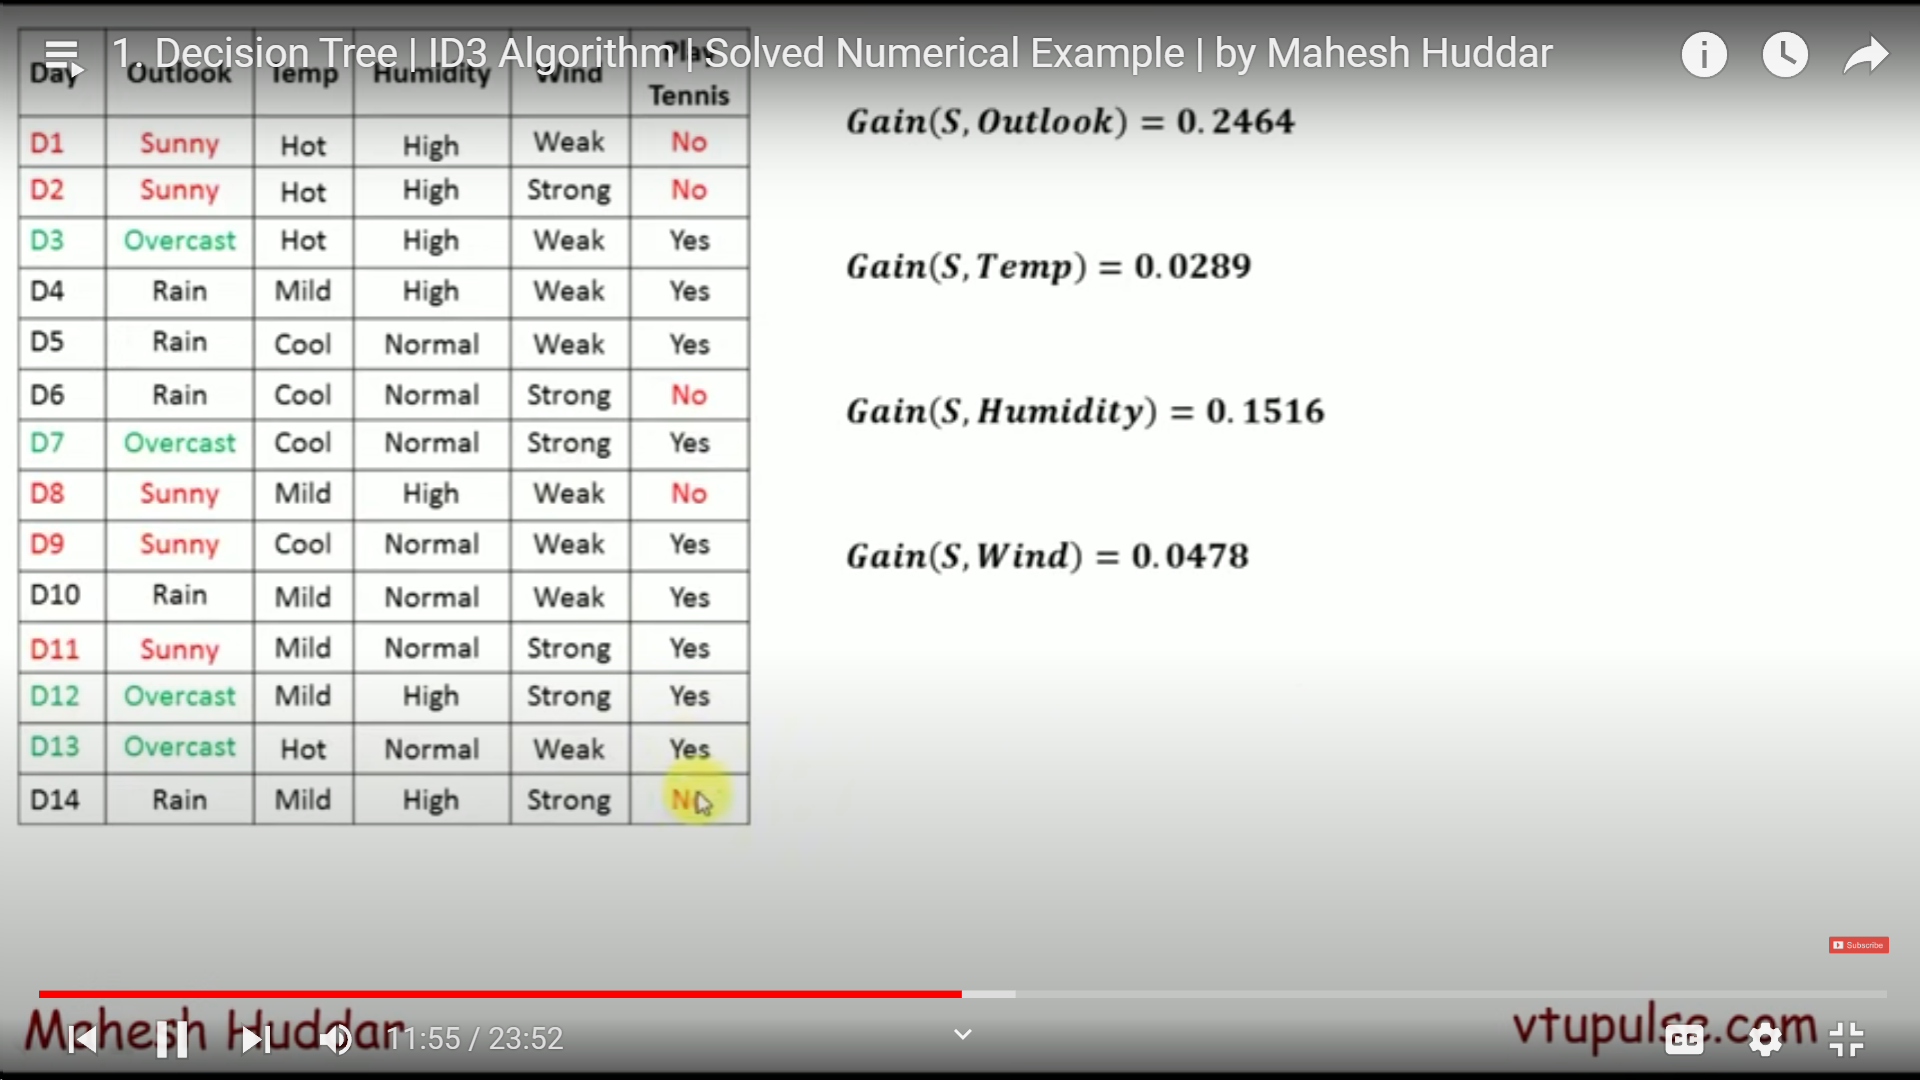 1. Decision Tree | ID3 Algorithm | Solved Numerical Example | by Mahesh Huddar
Day Outlook Temp Humidity Wind Play Tennis
D1 Sunny Hot High Weak No
D2 Sunny Hot High Strong No
D3 Overcast Hot High Weak Yes
D4 Rain Mild High Weak Yes
D5 Rain Cool Normal Weak Yes
D6 Rain Cool Normal Strong No
D7 Overcast Cool Normal Strong Yes
D8 Sunny Mild High Weak No
D9 Sunny Cool Normal Weak Yes
D10 Rain Mild Normal Weak Yes
D11 Sunny Mild Normal Strong Yes
D12 Overcast Mild High Strong Yes
D13 Overcast Hot Normal Weak Yes
D14 Rain Mild High Strong No
Gain(S, Outlook) = 0.2464
Gain(S, Temp) = 0.0289
Gain(S, Humidity) = 0.1516
Gain(S, Wind) = 0.0478
Subscribe
Mahesh Huddar
11:55 / 23:52
vtupulse.com
CC